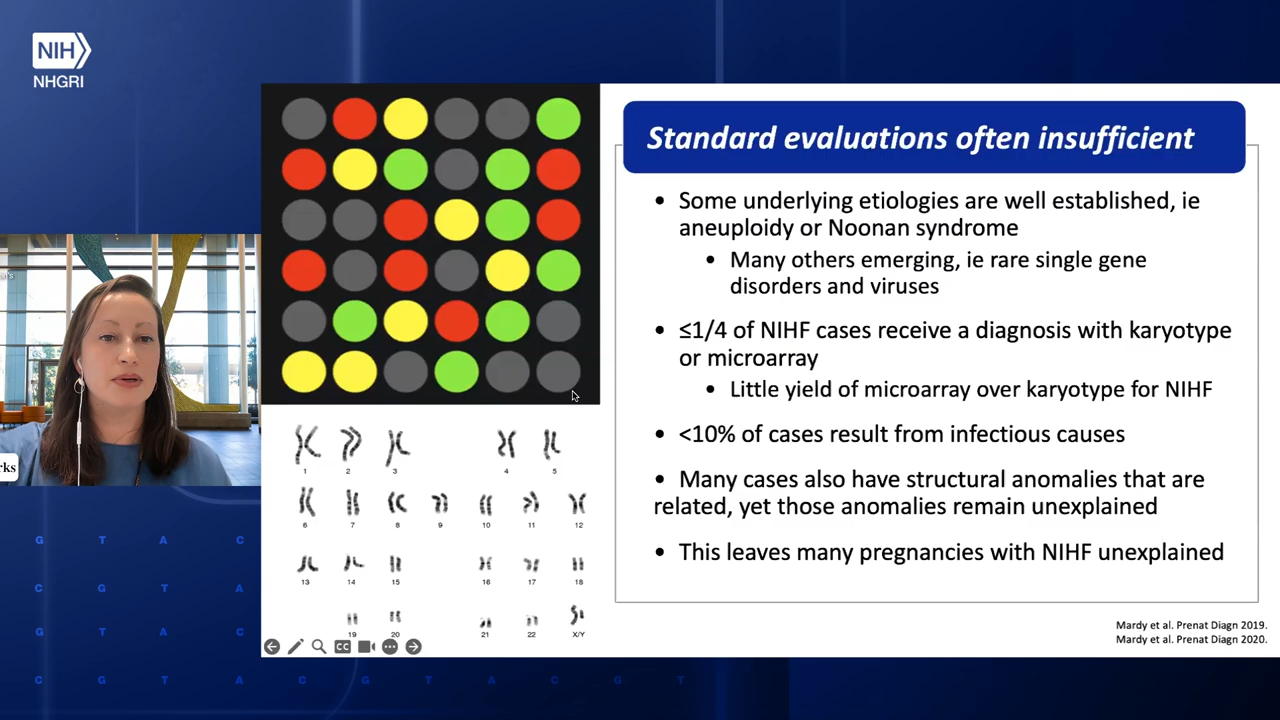 NIH
NHGRI
Standard evaluations often insufficient
• Some underlying etiologies are well established, ie
aneuploidy or Noonan syndrome
• Many others emerging, ie rare single gene
disorders and viruses
• ≤1/4 of NIHF cases receive a diagnosis with karyotype
or microarray
• Little yield of microarray over karyotype for NIHF
• <10% of cases result from infectious causes
• Many cases also have structural anomalies that are
related, yet those anomalies remain unexplained
• This leaves many pregnancies with NIHF unexplained
Mardy et al. Prenat Diagn 2019.
Mardy et al. Prenat Diagn 2020.
1 2 3 4 5
6 7 8 9 10 11 12
13 14 15 16 17 18
19 20 21 22 X/Y
CC
rks
G T A C
C G T A
G T A C
C G T A C G T A C G T